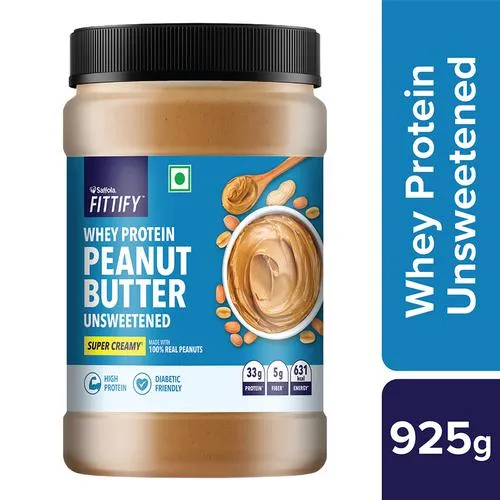 Saffola
FITTIFY™
WHEY PROTEIN
PEANUT
BUTTER
UNSWEETENED
SUPER CREAMY*
MADE WITH
100% REAL PEANUTS
HIGH
PROTEIN
DIABETIC
FRIENDLY
33g
PROTEIN^
5g
FIBER^
631
kcal
ENERGY^
Whey Protein
Unsweetened
925g